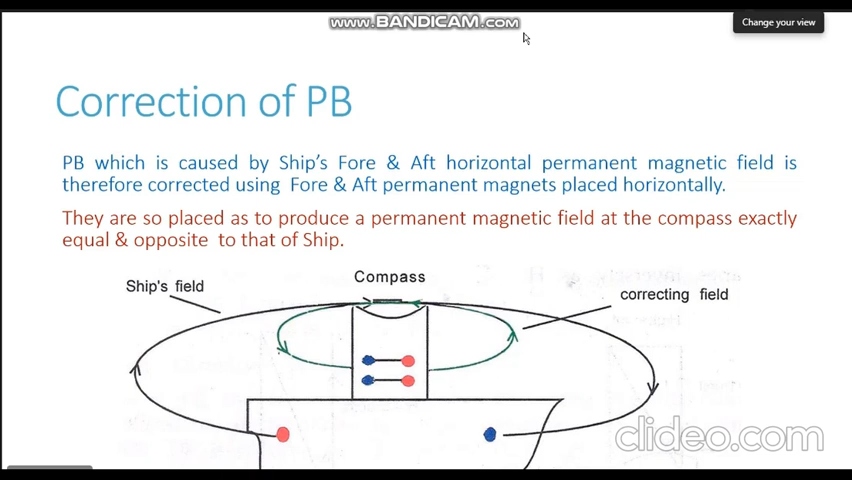 www.BANDICAM.com
Change your view
Correction of PB
PB which is caused by Ship's Fore & Aft horizontal permanent magnetic field is
therefore corrected using Fore & Aft permanent magnets placed horizontally.
They are so placed as to produce a permanent magnetic field at the compass exactly
equal & opposite to that of Ship.
Compass
Ship's field
correcting field
clideo.com